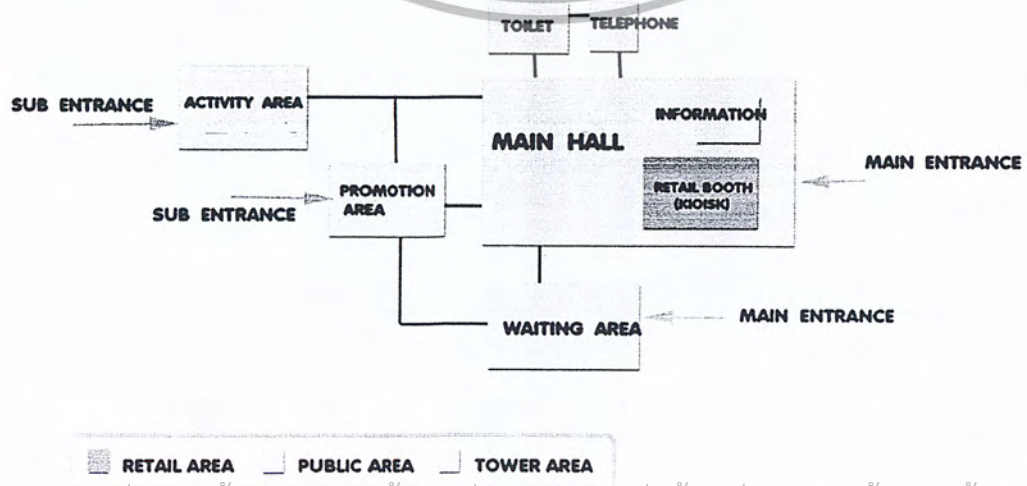 TOILET
TELEPHONE
SUB ENTRANCE
ACTIVITY AREA
INFORMATION
MAIN HALL
MAIN ENTRANCE
RETAIL BOOTH
(KIOISK)
PROMOTION
AREA
SUB ENTRANCE
WAITING AREA
MAIN ENTRANCE
RETAIL AREA
PUBLIC AREA
TOWER AREA